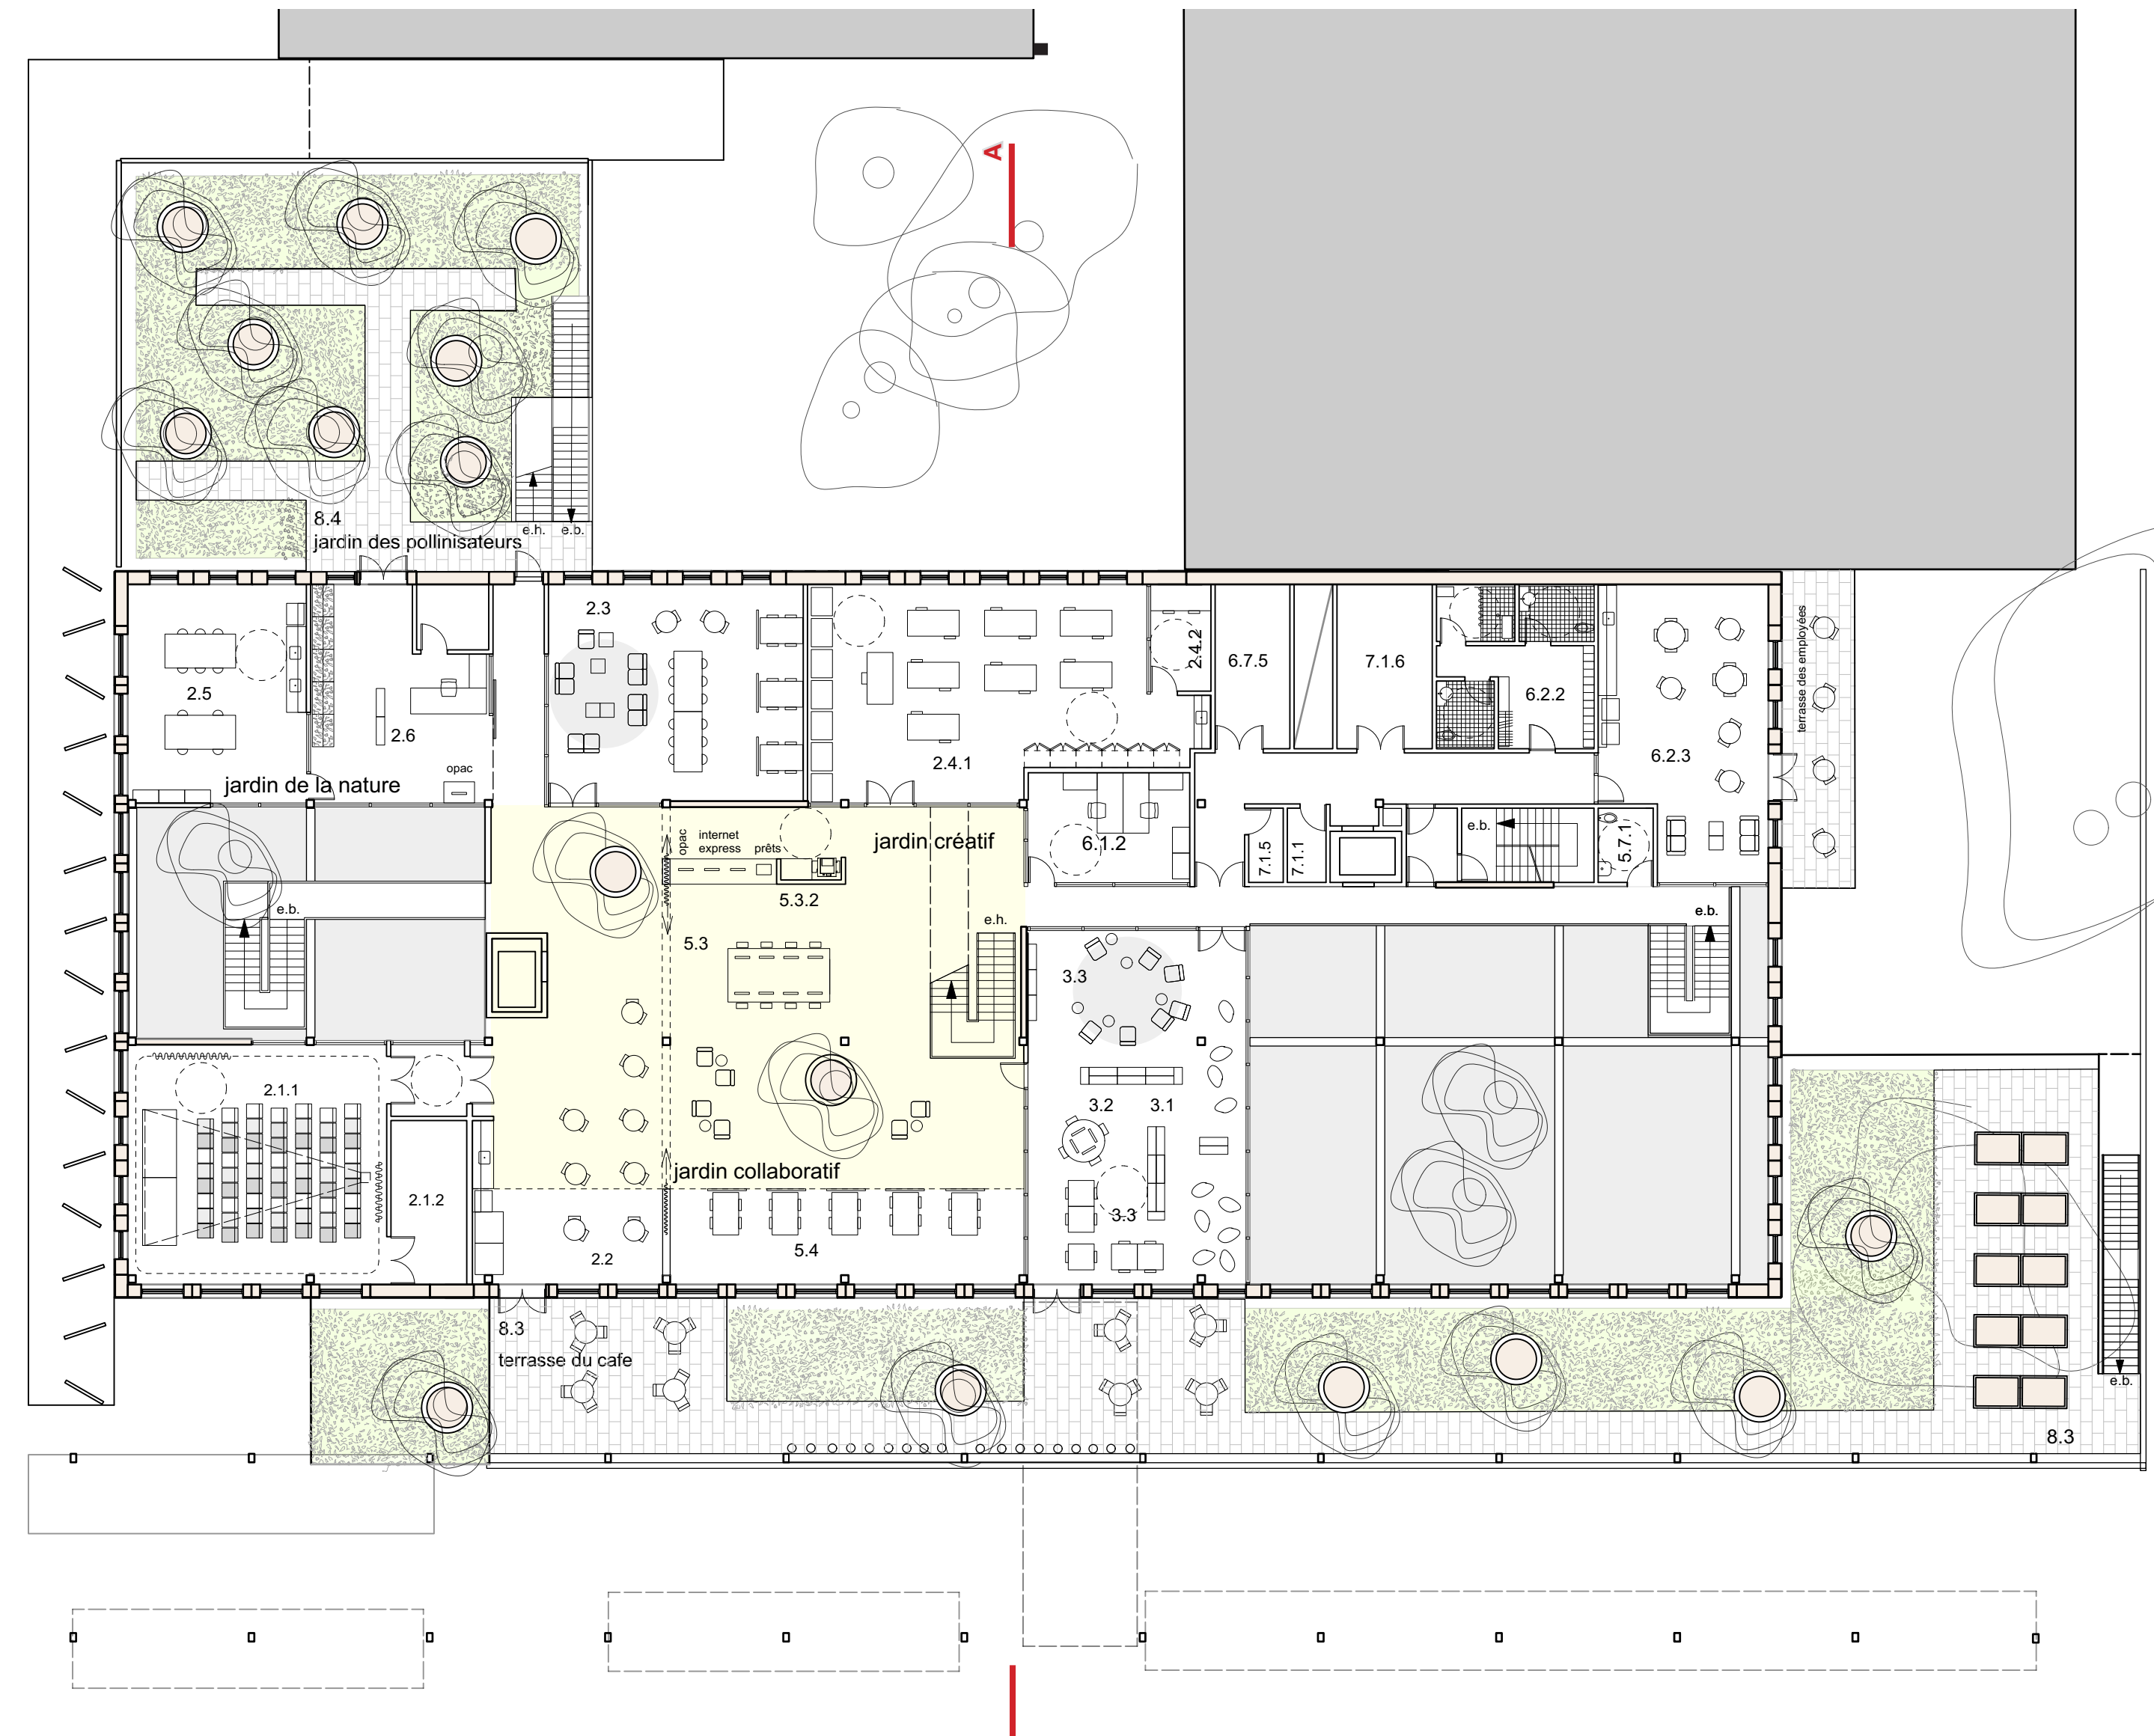 A
8.4
jardin des pollinisateurs
e.h.
e.b.
2.5
2.6
jardin de la nature
opac
2.3
2.4.1
2.4.2
6.7.5
7.1.6
6.2.2
6.2.3
terrasse des employées
opac
internet
express
prêts
jardin créatif
5.3.2
5.3
6.1.2
7.1.5
7.1.1
e.b.
5.7.1
e.b.
e.h.
e.b.
3.3
2.1.1
3.2
3.1
jardin collaboratif
2.1.2
3.3
2.2
5.4
8.3
terrasse du cafe
e.b.
8.3